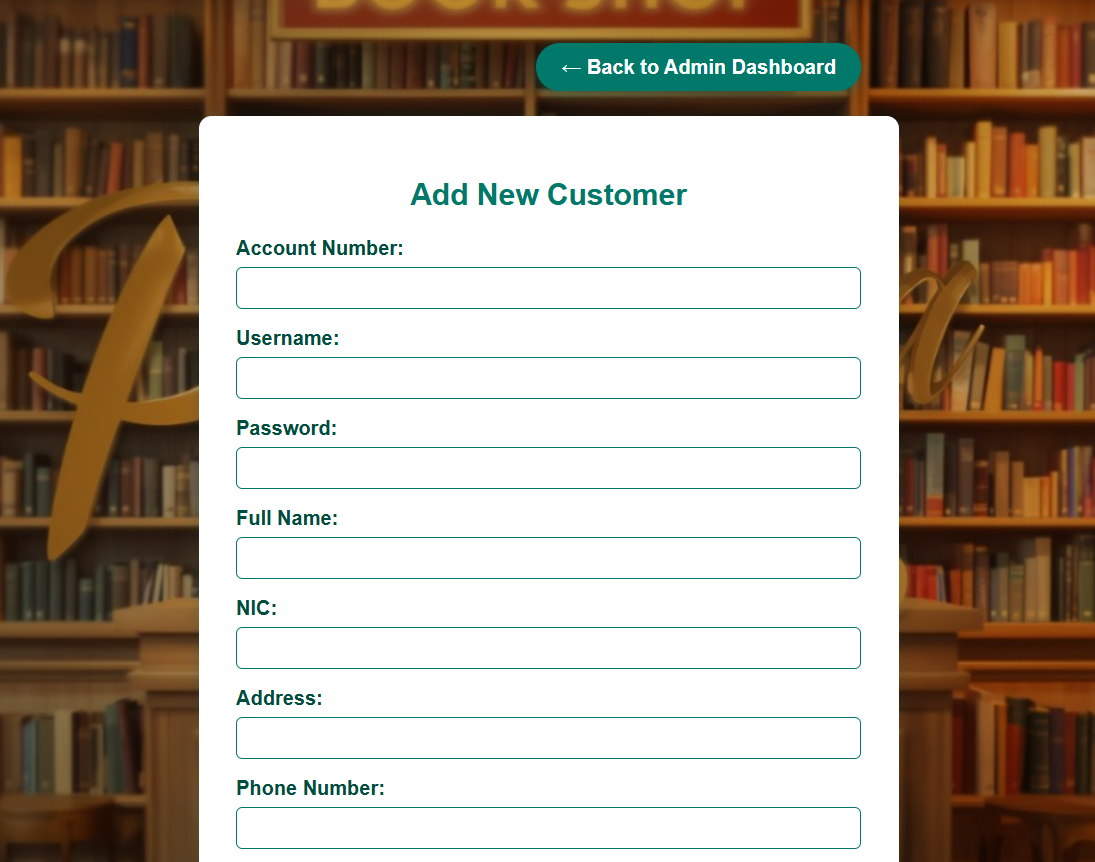 BOOK SHOP
← Back to Admin Dashboard
Add New Customer
Account Number:
Username:
Password:
Full Name:
NIC:
Address:
Phone Number: